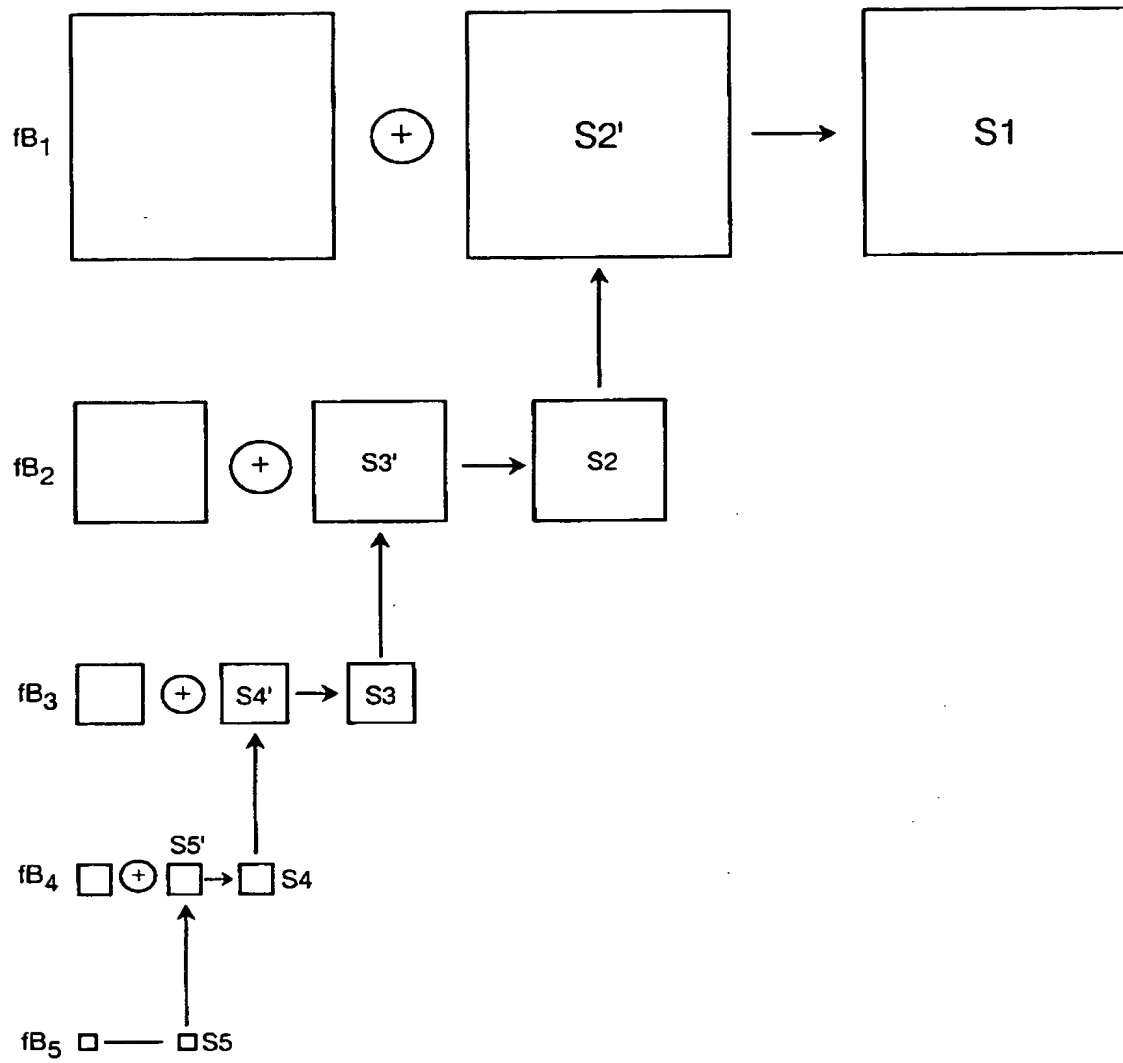 fB1 + S2' S1
fB2 + S3' S2
fB3 + S4' S3
S5'
fB4 + S4
fB5 S5